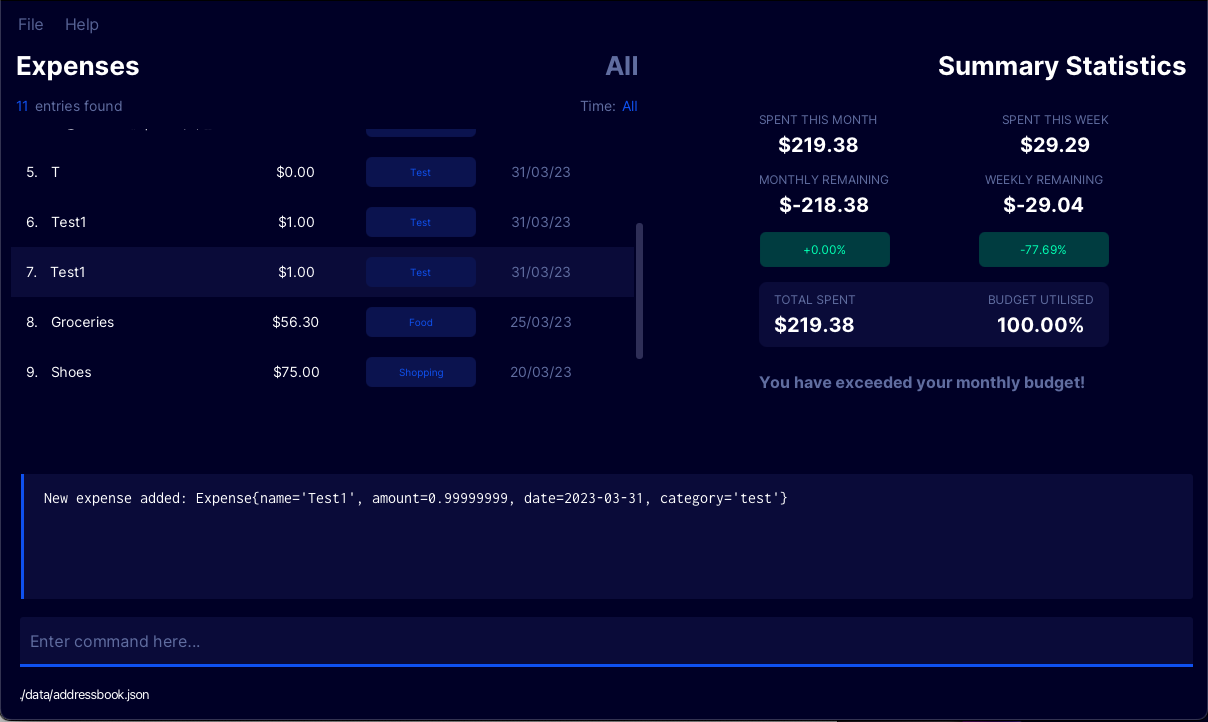 File Help
Expenses All
11 entries found Time: All
5. T $0.00 Test 31/03/23
6. Test1 $1.00 Test 31/03/23
7. Test1 $1.00 Test 31/03/23
8. Groceries $56.30 Food 25/03/23
9. Shoes $75.00 Shopping 20/03/23
Summary Statistics
SPENT THIS MONTH SPENT THIS WEEK
$219.38 $29.29
MONTHLY REMAINING WEEKLY REMAINING
$-218.38 $-29.04
+0.00% -77.69%
TOTAL SPENT BUDGET UTILISED
$219.38 100.00%
You have exceeded your monthly budget!
New expense added: Expense{name='Test1', amount=0.99999999, date=2023-03-31, category='test'}
Enter command here...
./data/addressbook.json